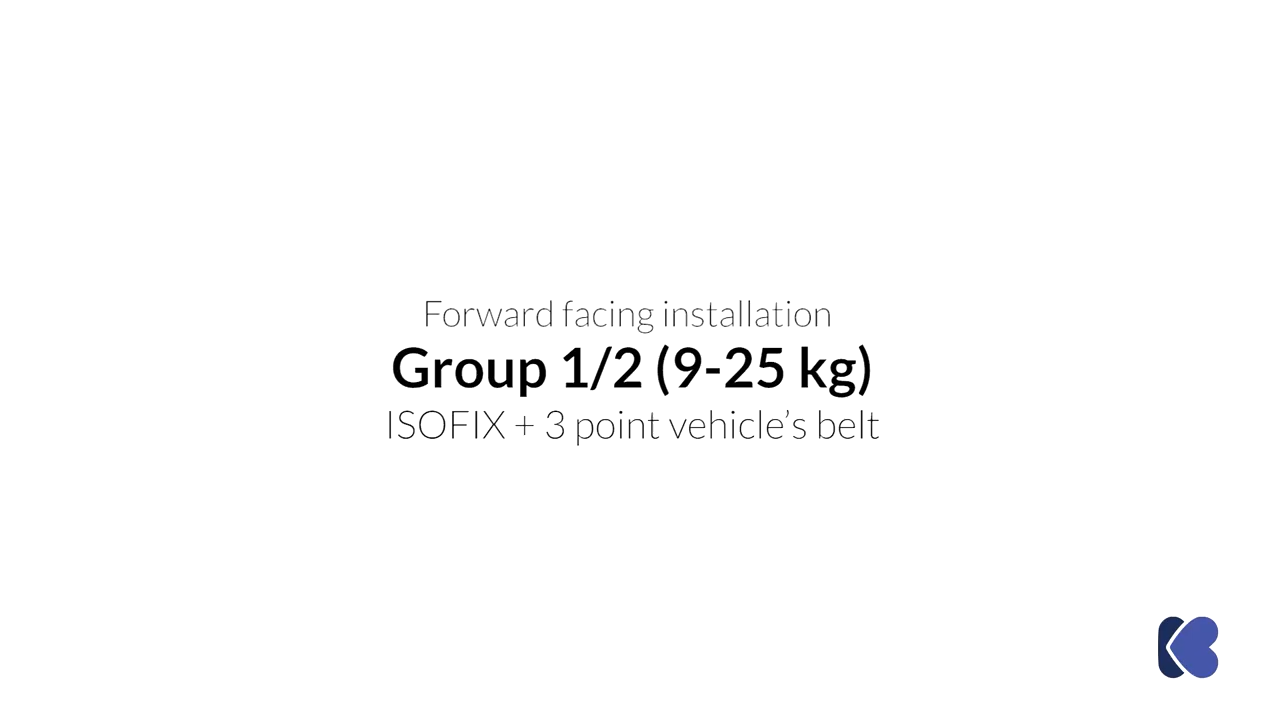 Forward facing installation
Group 1/2 (9-25 kg)
ISOFIX + 3 point vehicle’s belt